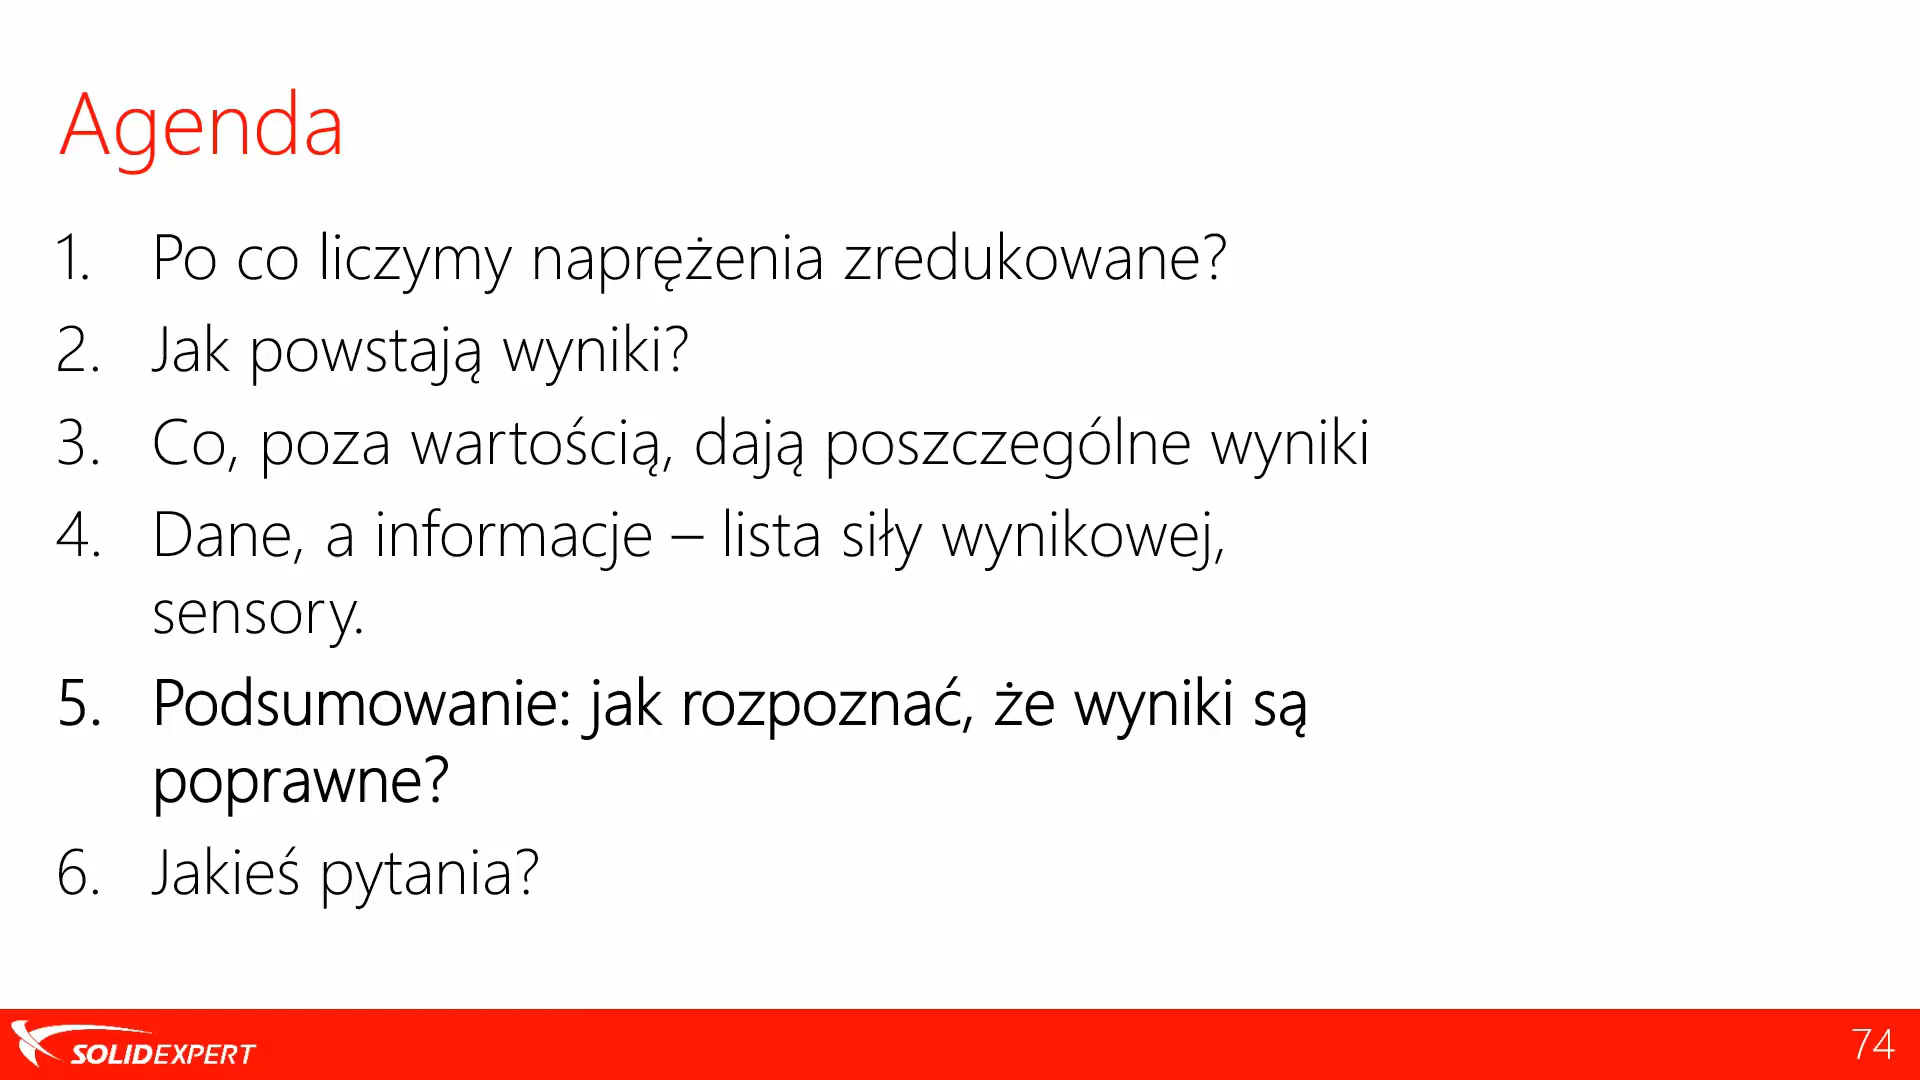 Agenda
1. Po co liczymy naprężenia zredukowane?
2. Jak powstają wyniki?
3. Co, poza wartością, dają poszczególne wyniki
4. Dane, a informacje – lista siły wynikowej,
sensory.
5. Podsumowanie: jak rozpoznać, że wyniki są
poprawne?
6. Jakieś pytania?
SOLIDEXPERT
74